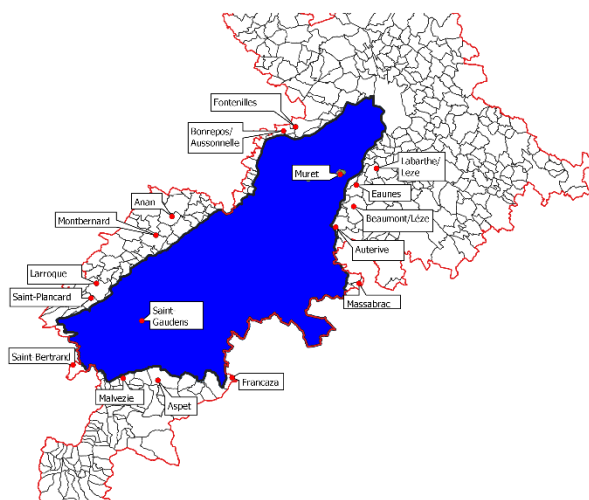 Fontenilles
Bonrepos/
Aussonnelle
Muret
Labarthe/
Leze
Eaunes
Anan
Beaumont/Léze
Montbernard
Auterive
Larroque
Massabrac
Saint-Plancard
Saint
Gaudens
Saint-Bertrand
Francaza
Malvezie
Aspet